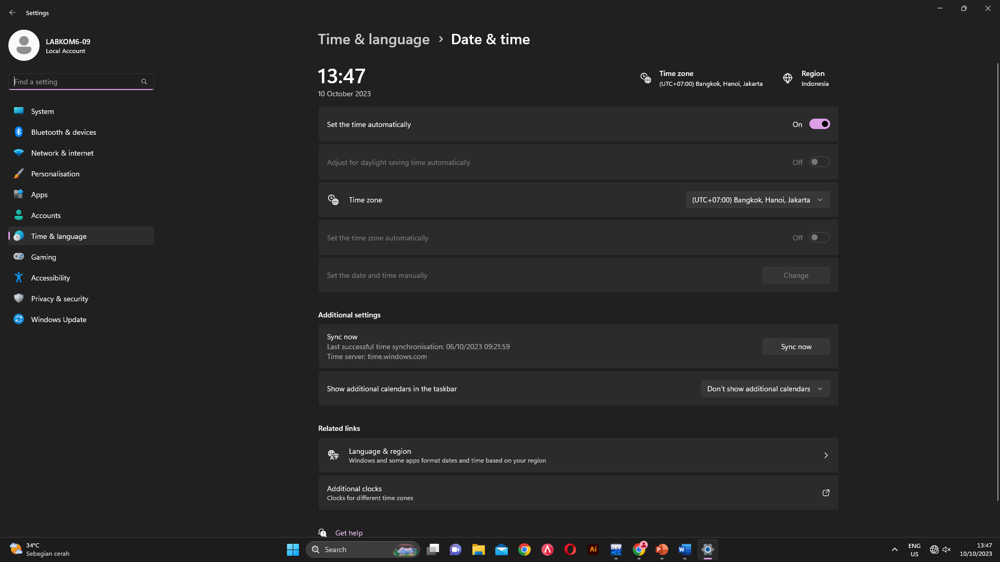 Settings
LABKOM6-09
Local Account
Find a setting
System
Bluetooth & devices
Network & internet
Personalisation
Apps
Accounts
Time & language
Gaming
Accessibility
Privacy & security
Windows Update
Time & language > Date & time
13:47
10 October 2023
Time zone
(UTC+07:00) Bangkok, Hanoi, Jakarta
Region
Indonesia
Set the time automatically On
Adjust for daylight saving time automatically Off
Time zone (UTC+07:00) Bangkok, Hanoi, Jakarta
Set the time zone automatically Off
Set the date and time manually Change
Additional settings
Sync now
Last successful time synchronisation: 06/10/2023 09:21:59
Time server: time.windows.com
Sync now
Show additional calendars in the taskbar Don't show additional calendars
Related links
Language & region
Windows and some apps format dates and time based on your region
Additional clocks
Clocks for different time zones
Get help
34°C
Sebagian cerah
Search
Ai
DEV
P
W
ENG
US
13:47
10/10/2023